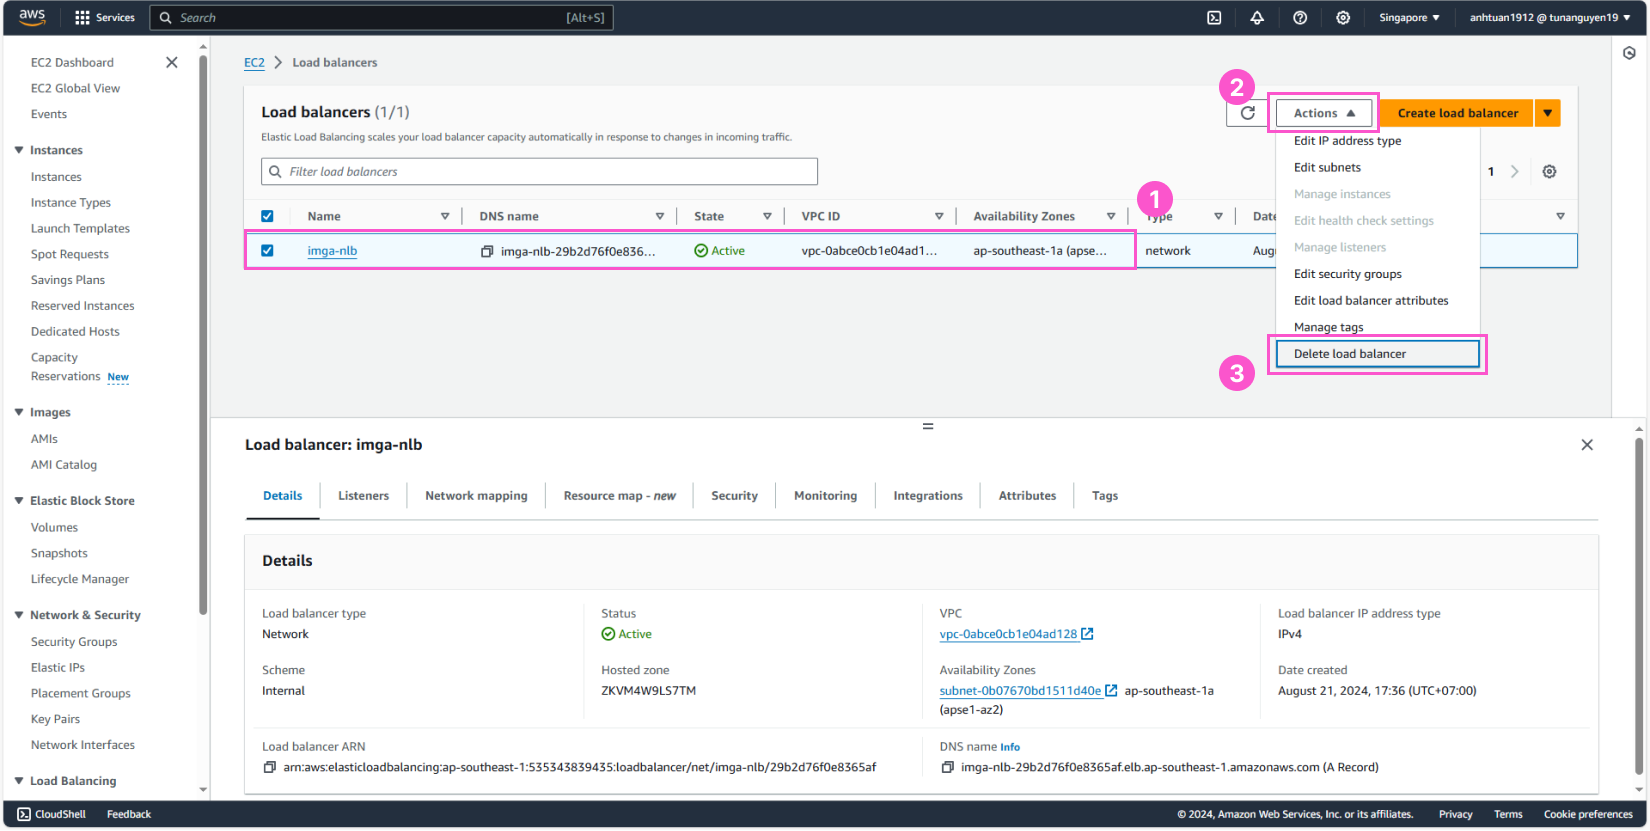 aws
Services
Search
[Alt+S]
Singapore
anhtuan1912 @ tunanguyen19
EC2 Dashboard
EC2 Global View
Events
Instances
Instances
Instance Types
Launch Templates
Spot Requests
Savings Plans
Reserved Instances
Dedicated Hosts
Capacity
Reservations New
Images
AMIs
AMI Catalog
Elastic Block Store
Volumes
Snapshots
Lifecycle Manager
Network & Security
Security Groups
Elastic IPs
Placement Groups
Key Pairs
Network Interfaces
Load Balancing
EC2 Load balancers
Load balancers (1/1)
Elastic Load Balancing scales your load balancer capacity automatically in response to changes in incoming traffic.
2
Actions
Create load balancer
Filter load balancers
1
1
Name DNS name State VPC ID Availability Zones Type Date
imga-nlb imga-nlb-29b2d76f0e836... Active vpc-0abce0cb1e04ad1... ap-southeast-1a (apse... network Aug
Edit IP address type
Edit subnets
Manage instances
Edit health check settings
Manage listeners
Edit security groups
Edit load balancer attributes
Manage tags
Delete load balancer
3
Load balancer: imga-nlb
Details Listeners Network mapping Resource map - new Security Monitoring Integrations Attributes Tags
Details
Load balancer type
Network
Status
Active
VPC
vpc-0abce0cb1e04ad128
Load balancer IP address type
IPv4
Scheme
Internal
Hosted zone
ZKVM4W9LS7TM
Availability Zones
subnet-0b07670bd1511d40e ap-southeast-1a
(apse1-az2)
Date created
August 21, 2024, 17:36 (UTC+07:00)
Load balancer ARN
arn:aws:elasticloadbalancing:ap-southeast-1:535343839435:loadbalancer/net/imga-nlb/29b2d76f0e8365af
DNS name Info
imga-nlb-29b2d76f0e8365af.elb.ap-southeast-1.amazonaws.com (A Record)
CloudShell
Feedback
© 2024, Amazon Web Services, Inc. or its affiliates.
Privacy
Terms
Cookie preferences